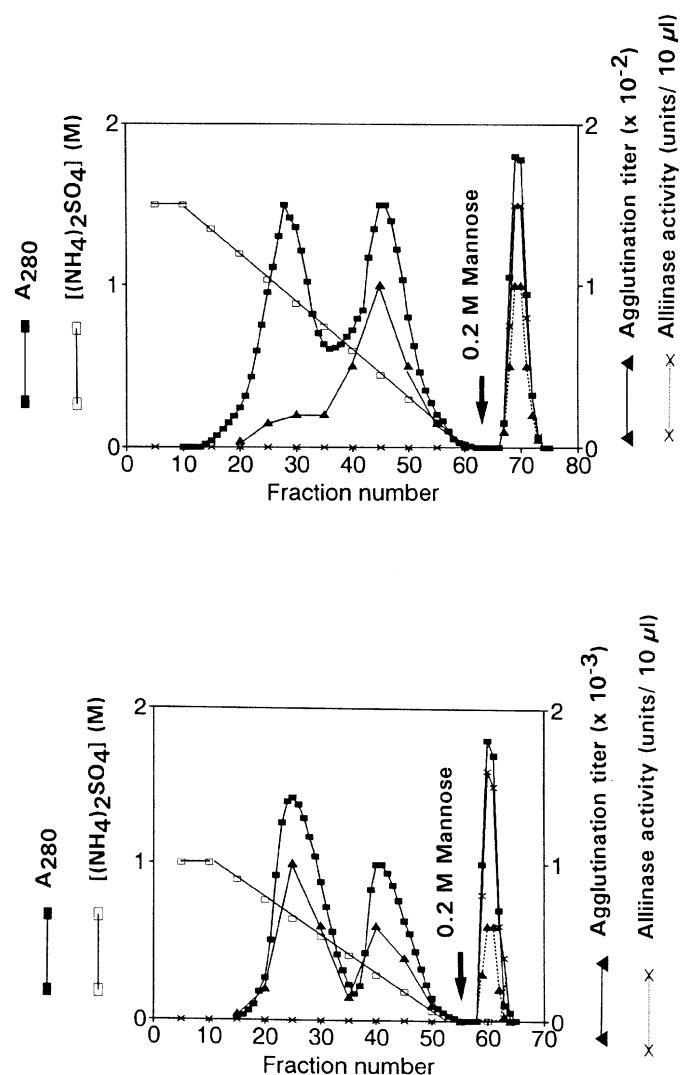 A280
[(NH4)2SO4] (M)
2
1
0
0 10 20 30 40 50 60 70 80
Fraction number
0.2 M Mannose
2
1
0
Agglutination titer (x 10-2)
Alliinase activity (units/ 10 µl)
A280
[(NH4)2SO4] (M)
2
1
0
0 10 20 30 40 50 60 70
Fraction number
0.2 M Mannose
2
1
0
Agglutination titer (x 10-3)
Alliinase activity (units/ 10 µl)